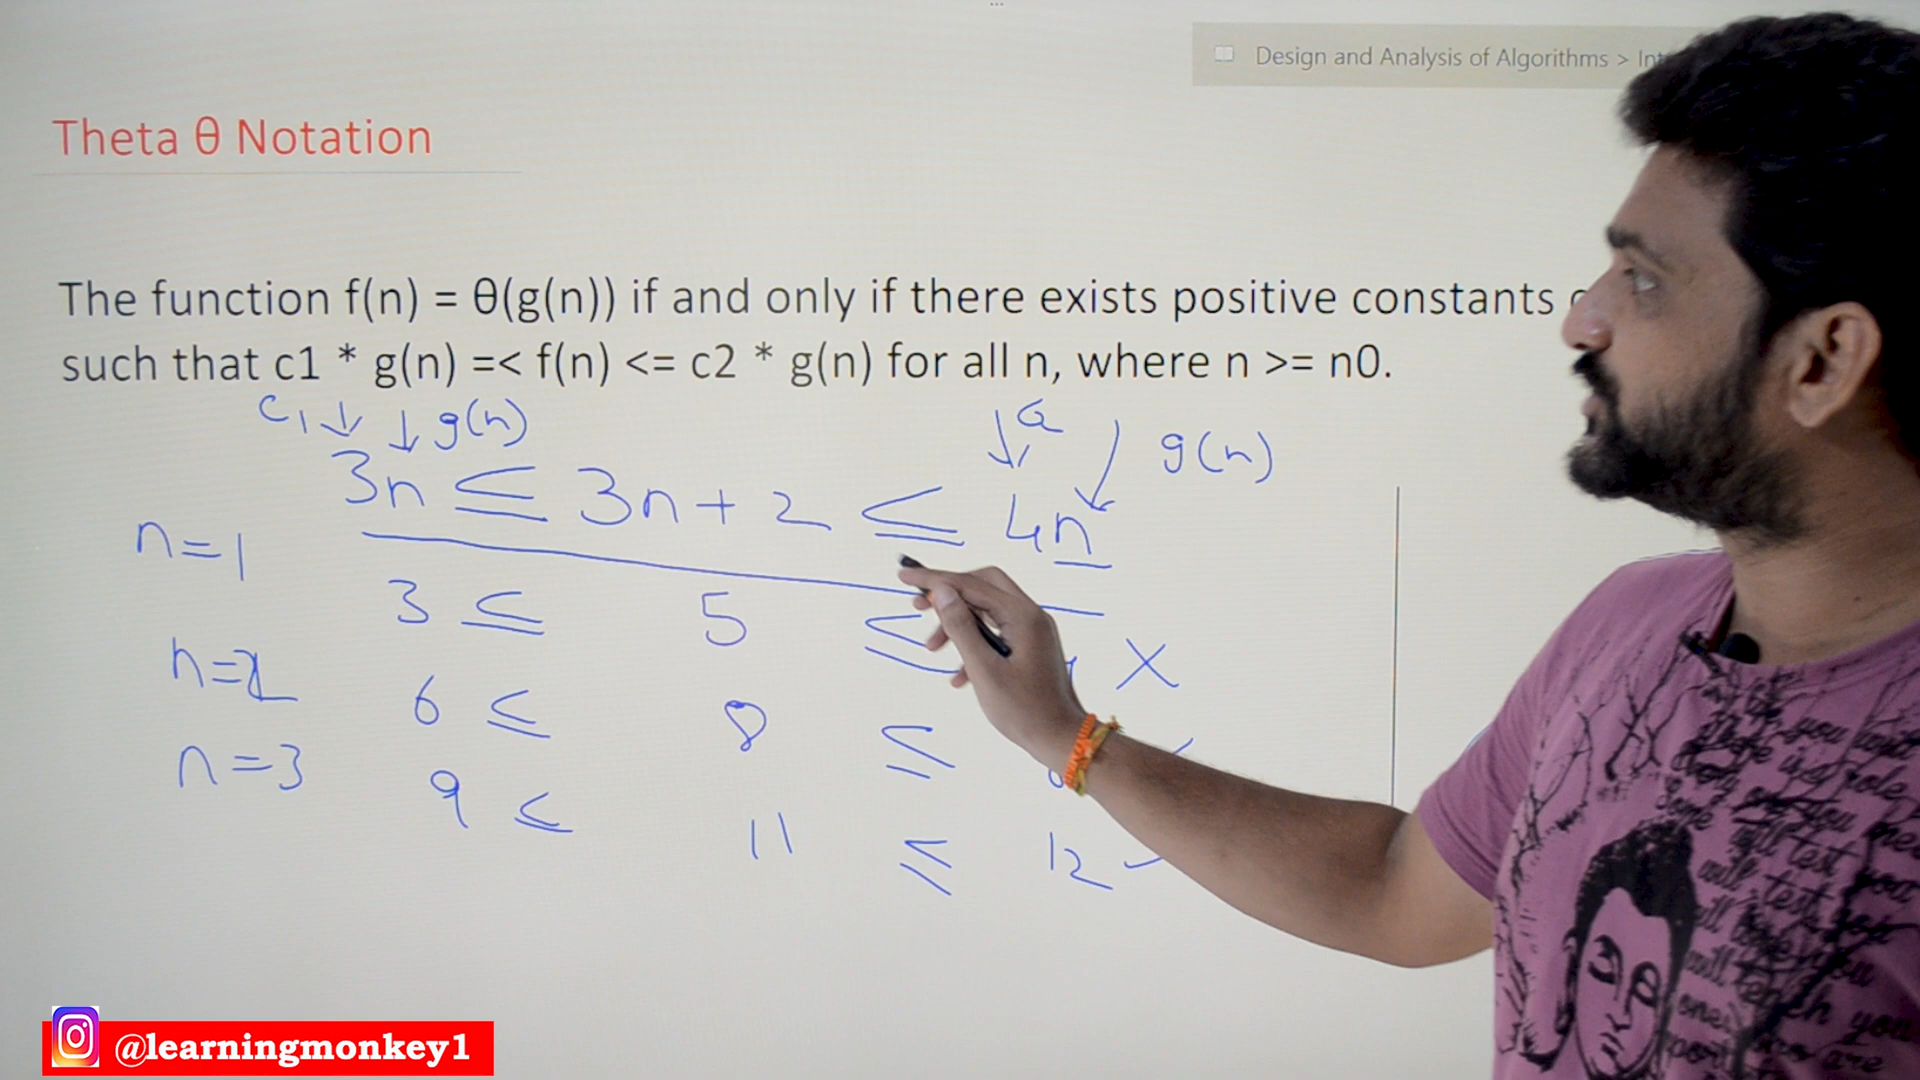 Design and Analysis of Algorithms >
Theta θ Notation
The function f(n) = θ(g(n)) if and only if there exists positive constants
such that c1 * g(n) =< f(n) <= c2 * g(n) for all n, where n >= n0.
c1 ↓ ↓ g(n) ↓ ↓ g(n)
3n ≤ 3n + 2 ≤ 4n
n=1 3 ≤ 5 ≤ X
n=2 6 ≤ 8 ≤
n=3 9 ≤ 11 ≤ 12
@learningmonkey1